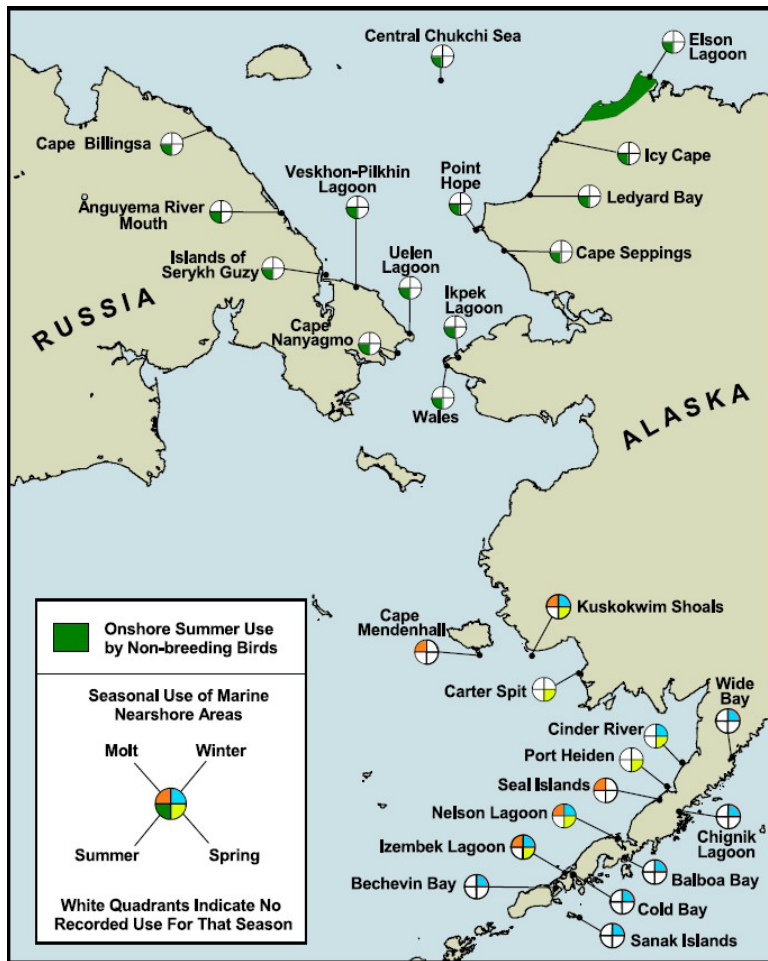 Central Chukchi Sea
Elson
Lagoon
Cape Billingsa
Icy Cape
Veskhon-Pilkhin
Lagoon
Point
Hope
Ledyard Bay
Anguyema River
Mouth
Uelen
Lagoon
Cape Seppings
Islands of
Serykh Guzy
Ikpek
Lagoon
RUSSIA
Cape
Nanyagmo
Wales
ALASKA
Kuskokwim Shoals
Cape
Mendenhall
Carter Spit
Wide
Bay
Cinder River
Port Heiden
Seal Islands
Nelson Lagoon
Chignik
Lagoon
Izembek Lagoon
Balboa Bay
Bechevin Bay
Cold Bay
Sanak Islands
Onshore Summer Use
by Non-breeding Birds
Seasonal Use of Marine
Nearshore Areas
Molt
Winter
Summer
Spring
White Quadrants Indicate No
Recorded Use For That Season